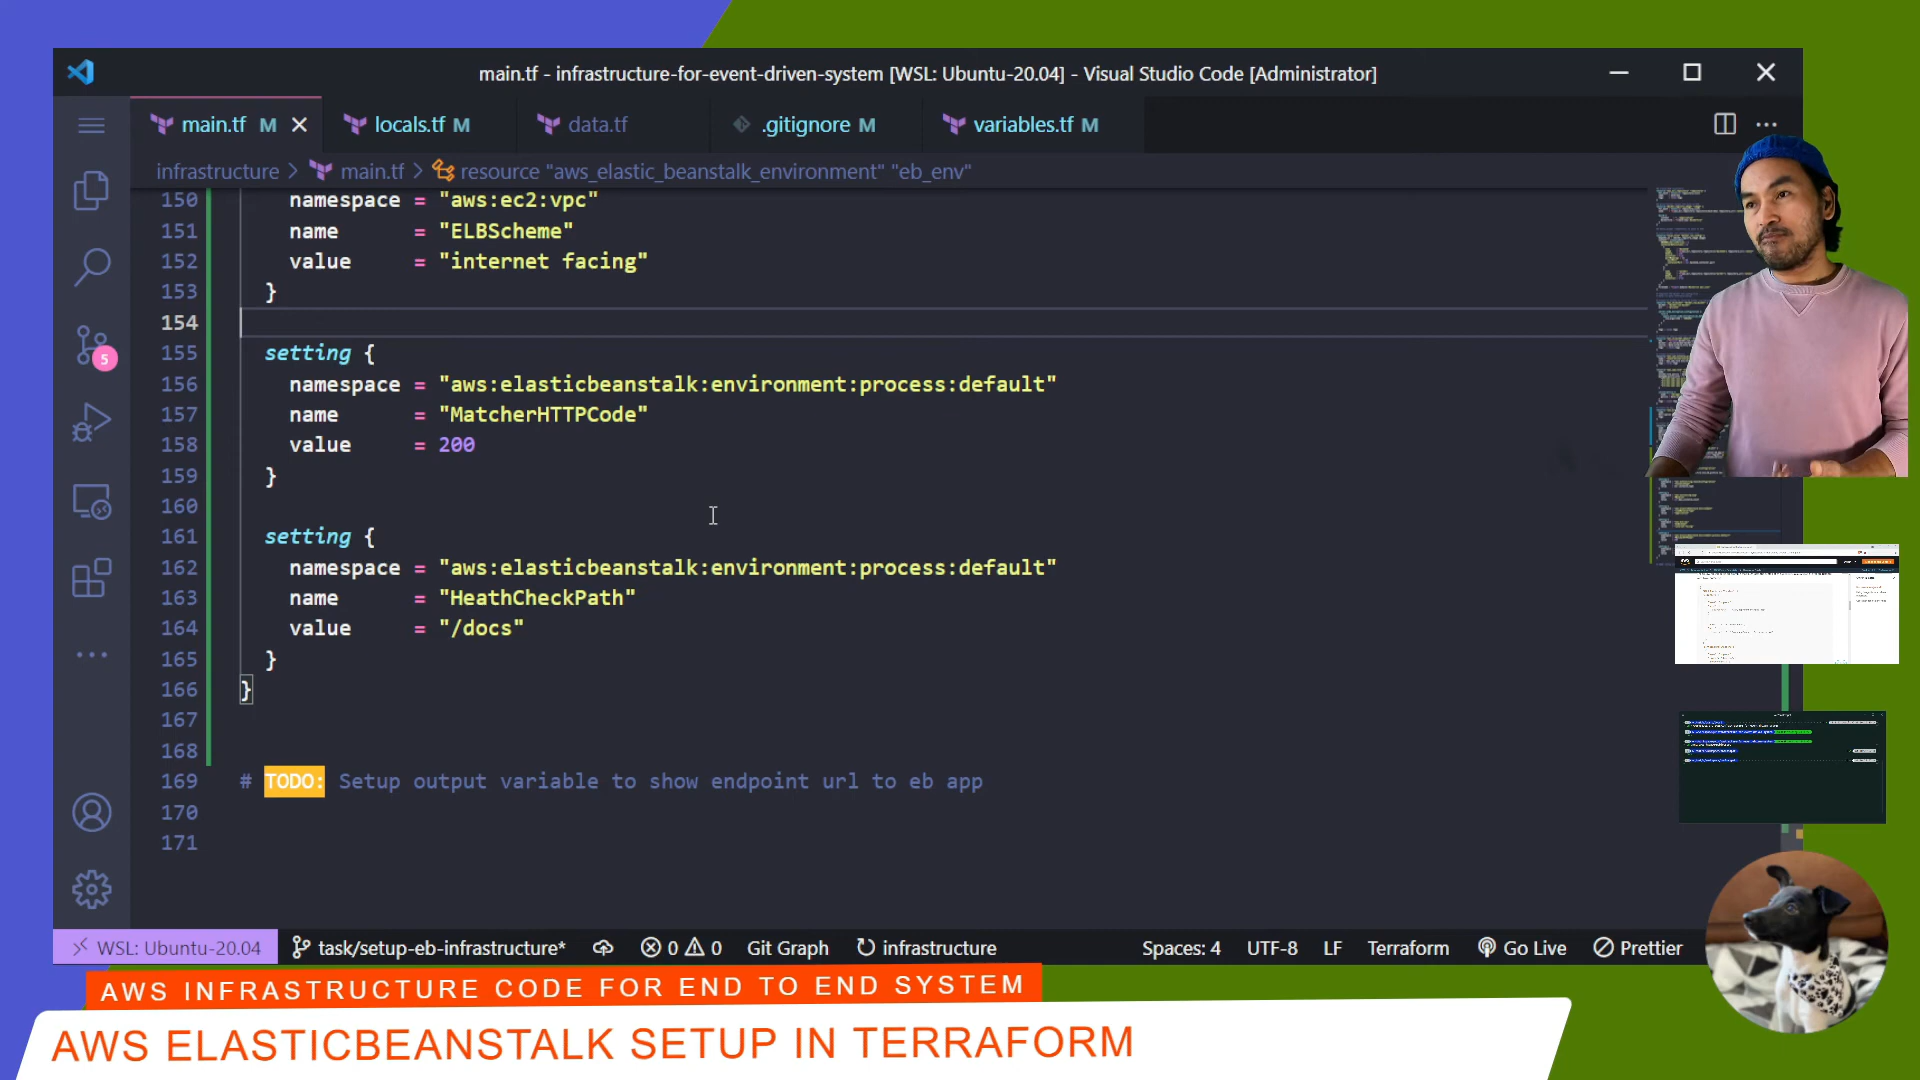 main.tf - infrastructure-for-event-driven-system [WSL: Ubuntu-20.04] - Visual Studio Code [Administrator]
main.tf M
locals.tf M
data.tf
.gitignore M
variables.tf M
infrastructure > main.tf > resource "aws_elastic_beanstalk_environment" "eb_env"
150 namespace = "aws:ec2:vpc"
151 name = "ELBScheme"
152 value = "internet facing"
153 }
154
155 setting {
156 namespace = "aws:elasticbeanstalk:environment:process:default"
157 name = "MatcherHTTPCode"
158 value = 200
159 }
160
161 setting {
162 namespace = "aws:elasticbeanstalk:environment:process:default"
163 name = "HeathCheckPath"
164 value = "/docs"
165 }
166 }
167
168
169 # TODO: Setup output variable to show endpoint url to eb app
170
171
5
WSL: Ubuntu-20.04 task/setup-eb-infrastructure* 0 0 Git Graph infrastructure Spaces: 4 UTF-8 LF Terraform Go Live Prettier
AWS INFRASTRUCTURE CODE FOR END TO END SYSTEM
AWS ELASTICBEANSTALK SETUP IN TERRAFORM